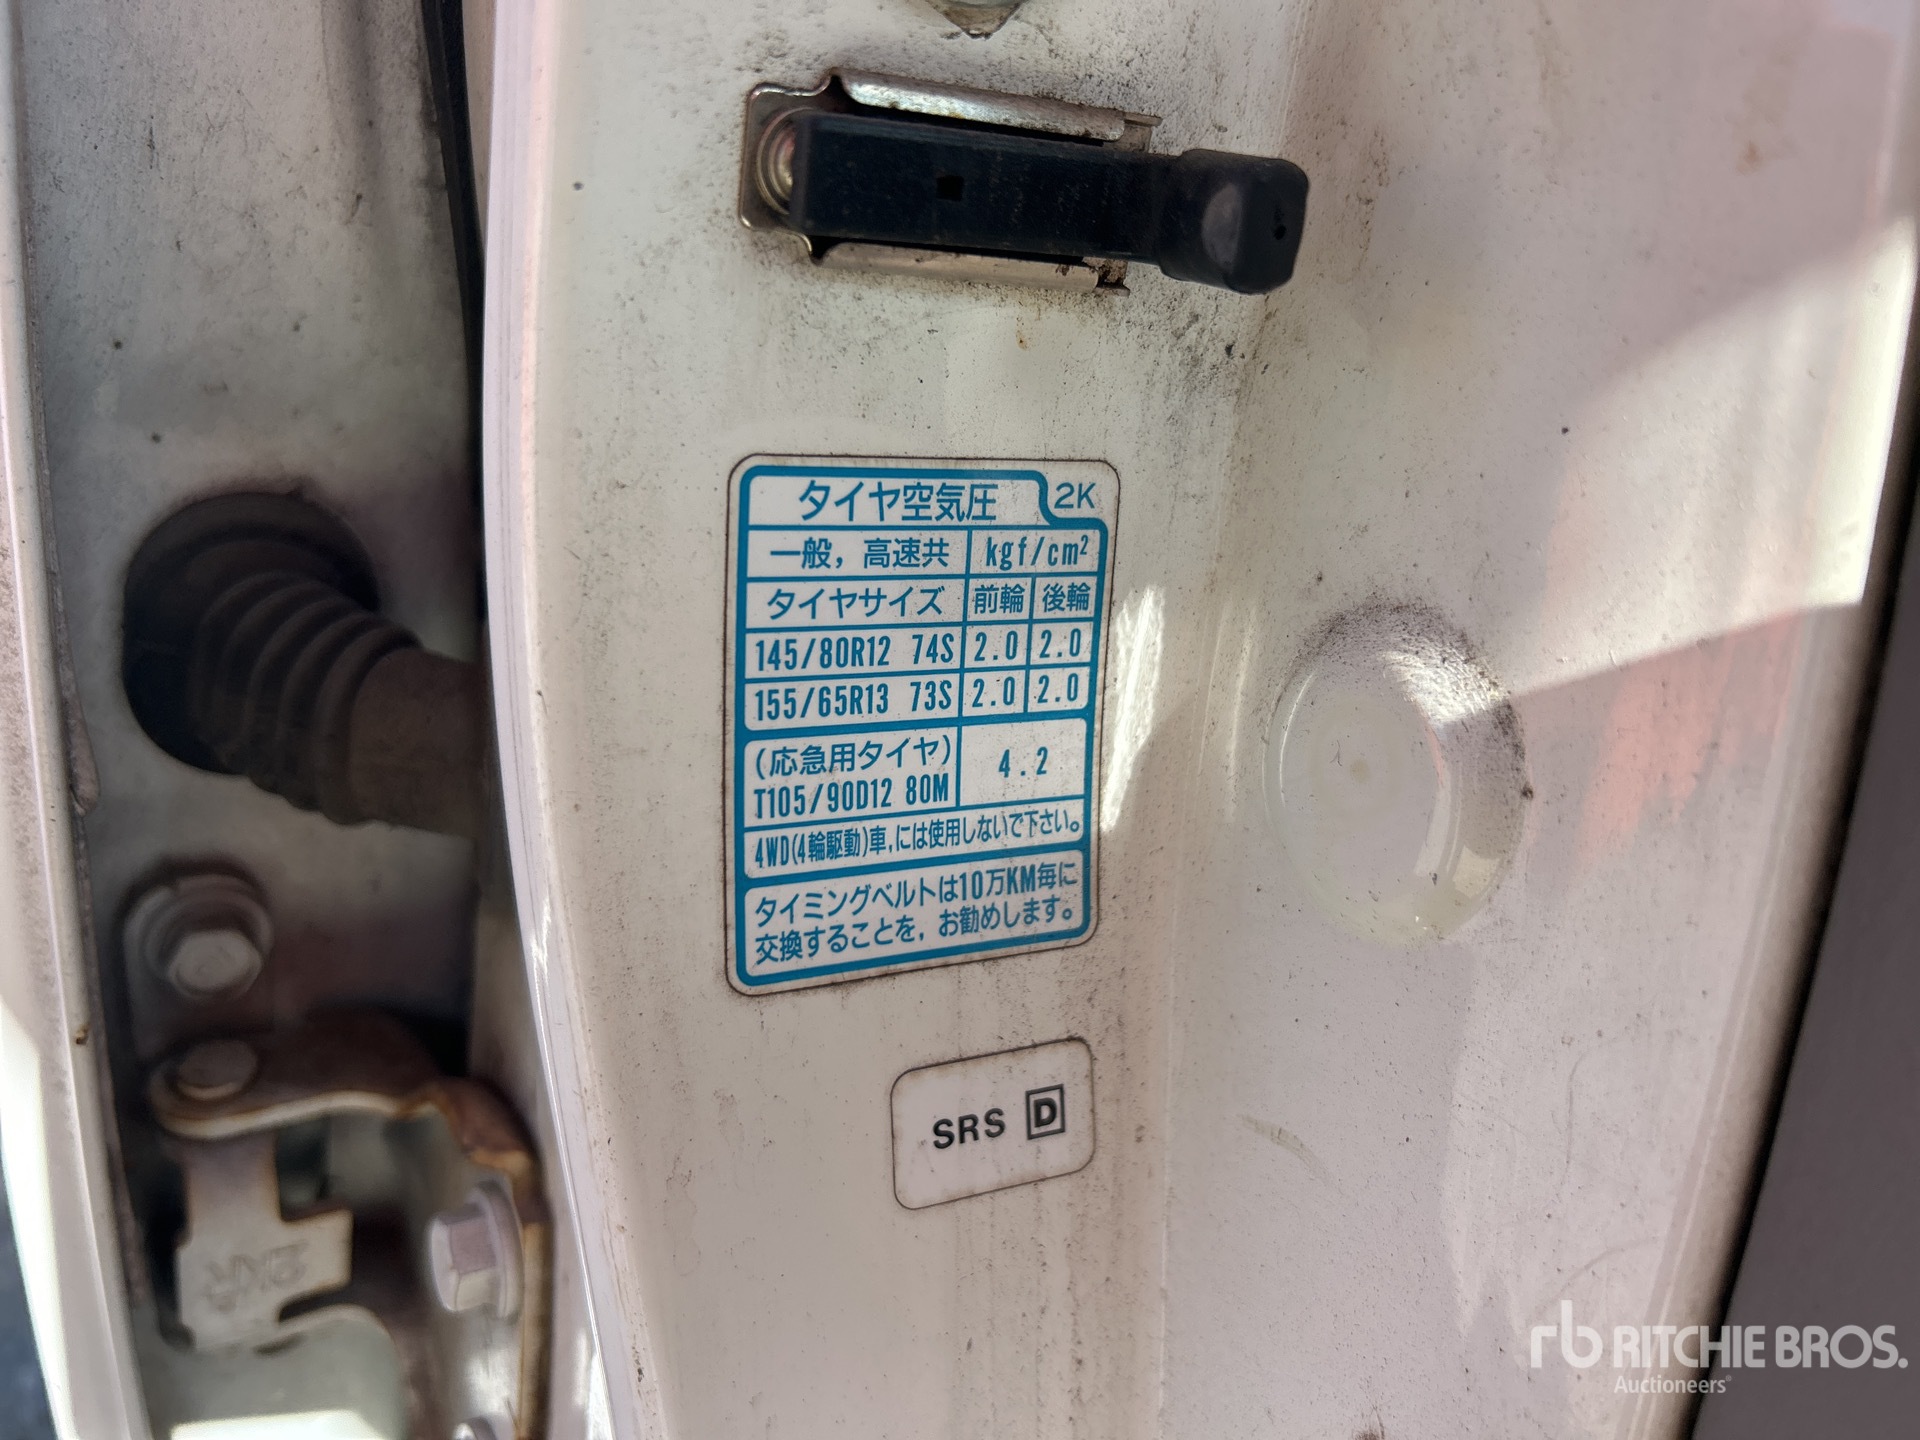 タイヤ空気圧 2K
一般,高速共 kgf/cm²
タイヤサイズ 前輪 後輪
145/80R12 74S 2.0 2.0
155/65R13 73S 2.0 2.0
(応急用タイヤ)
T105/90D12 80M 4.2
4WD(4輪駆動)車,には使用しないで下さい。
タイミングベルトは10万KM毎に
交換することを,お勧めします。
SRS D
rb RITCHIE BROS.
Auctioneers